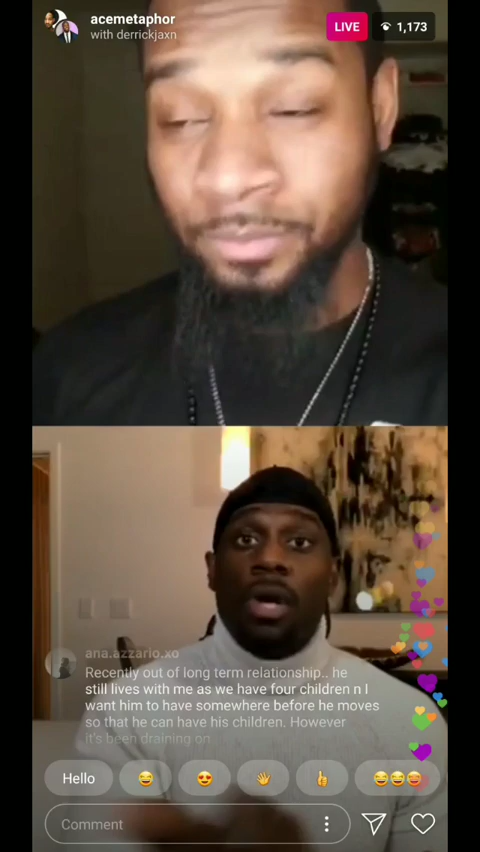 acemetaphor
with derrickjaxn
LIVE
1,173
ana.azzario.xo
Recently out of long term relationship.. he
still lives with me as we have four children n I
want him to have somewhere before he moves
so that he can have his children. However
it's been draining on
Hello
Comment